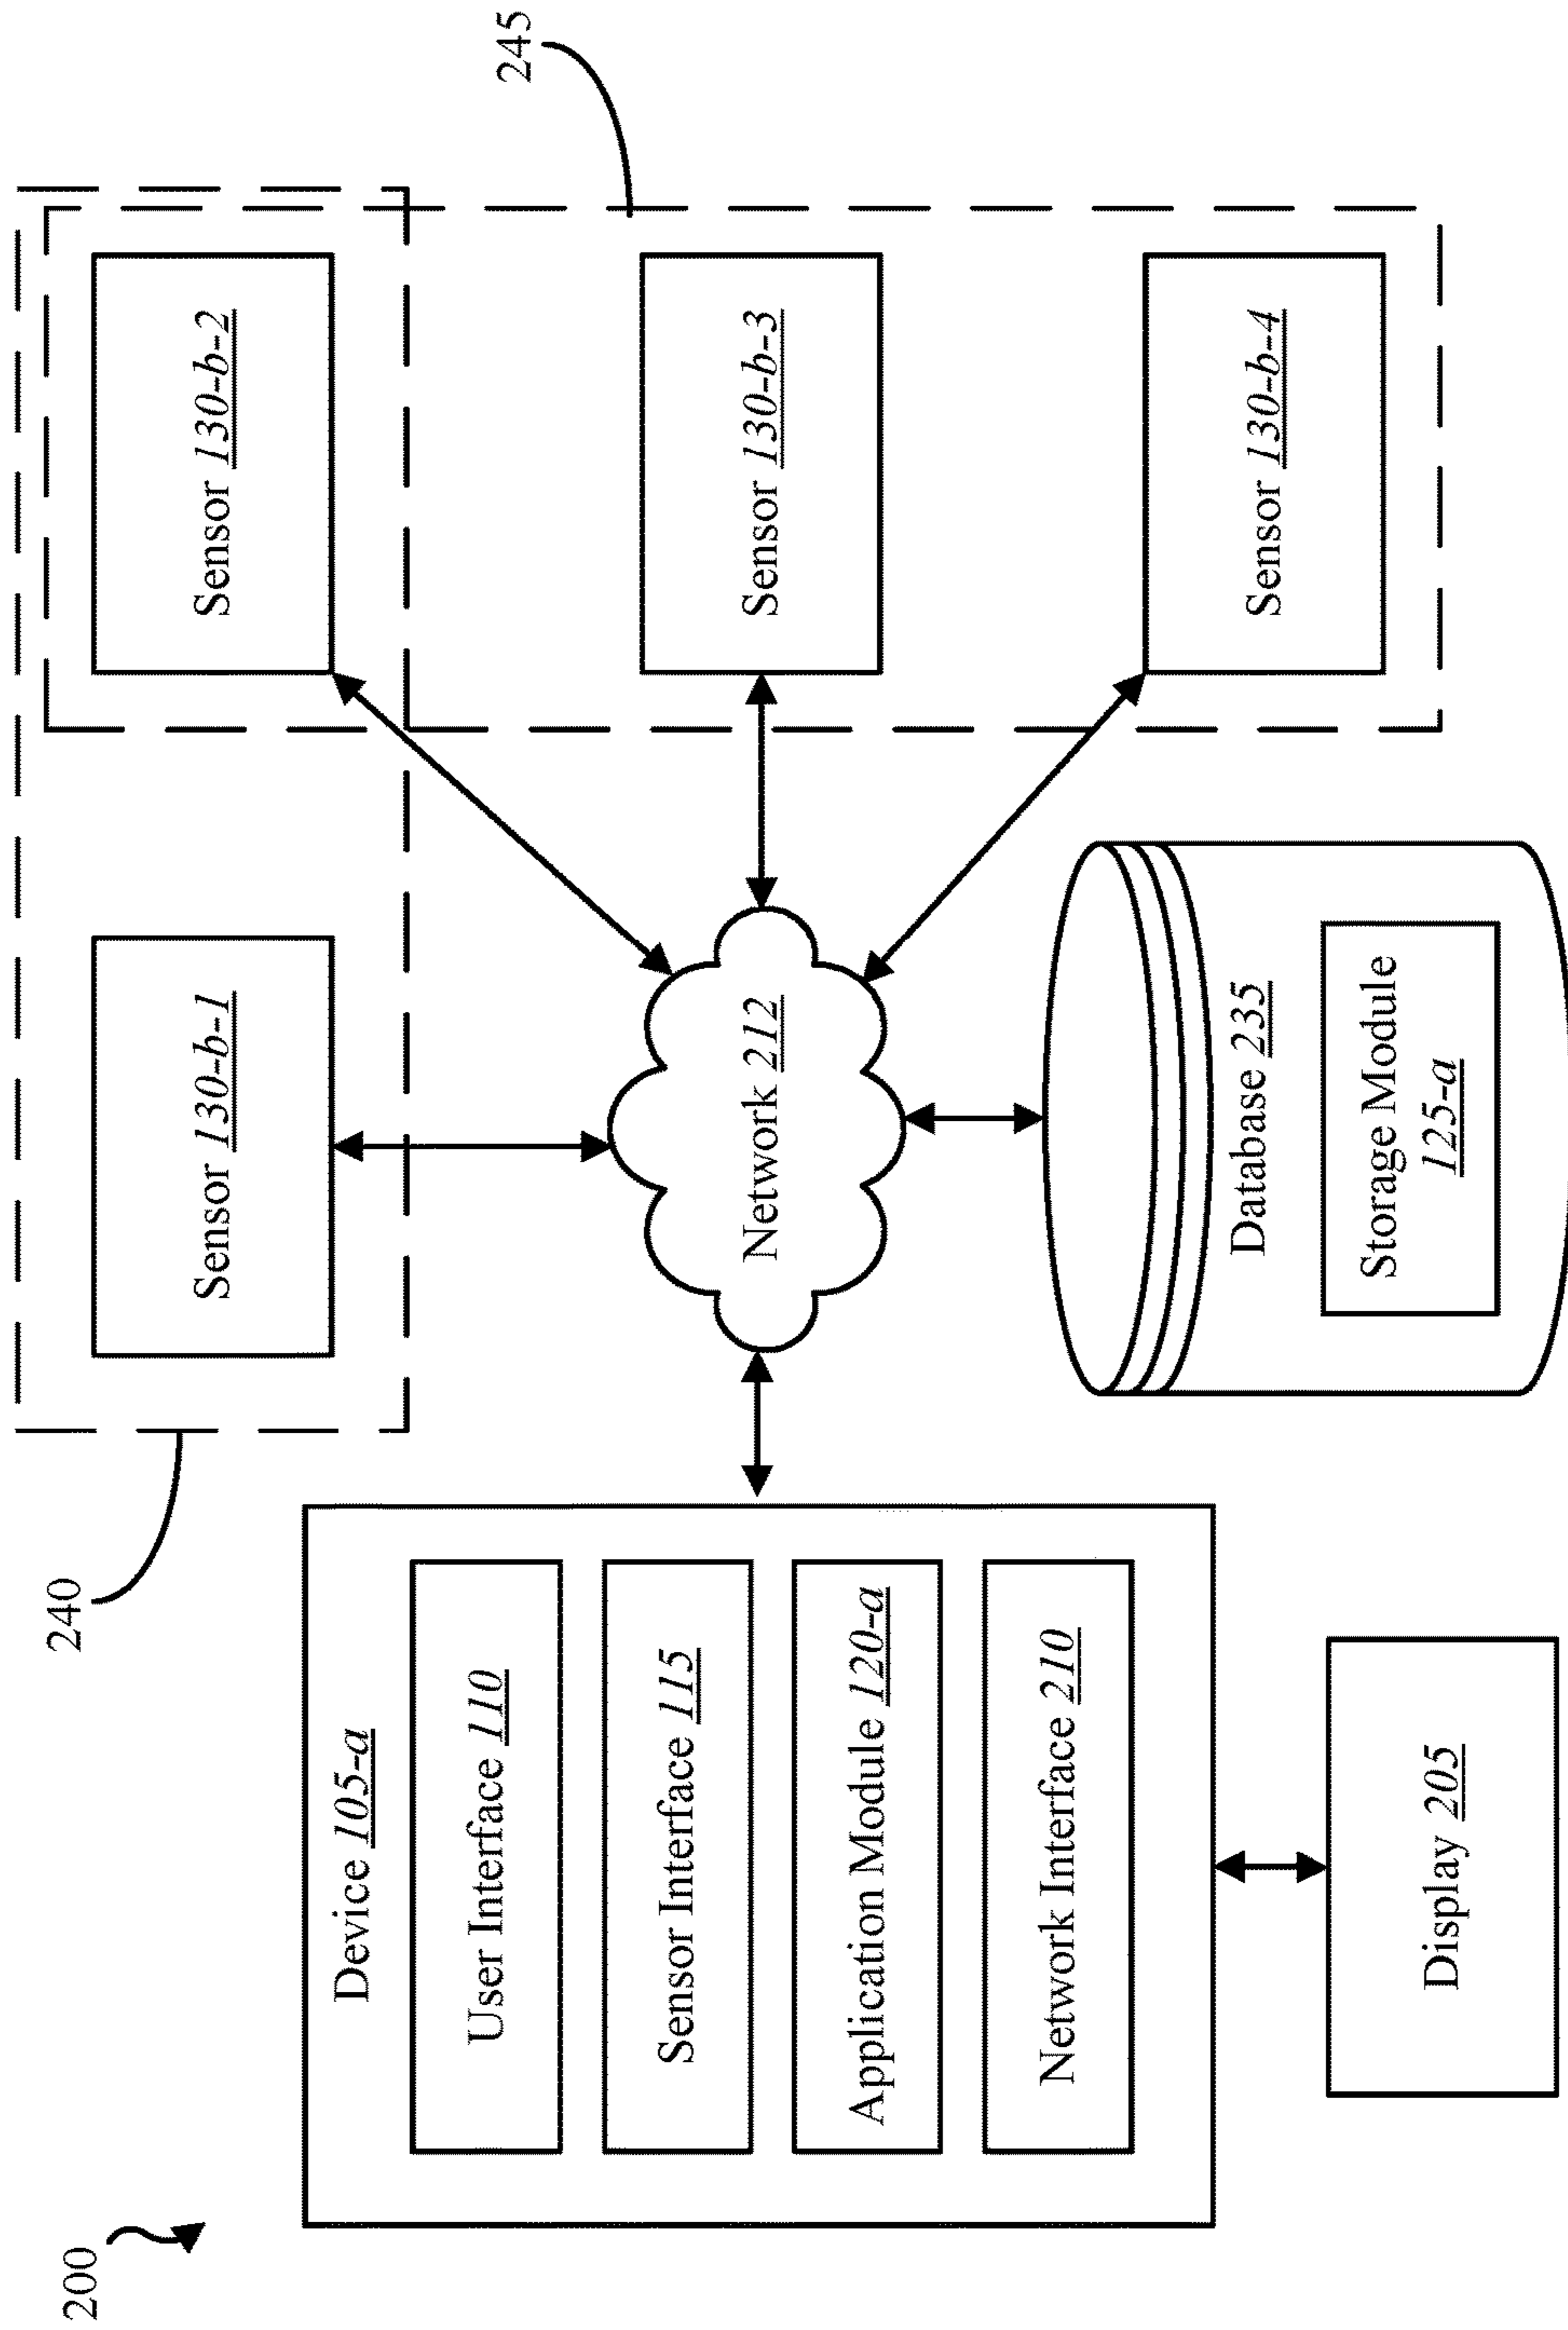 200
240
245
Device 105-a
User Interface 110
Sensor Interface 115
Application Module 120-a
Network Interface 210
Display 205
Sensor 130-b-1
Sensor 130-b-2
Network 212
Sensor 130-b-3
Sensor 130-b-4
Database 235
Storage Module
125-a